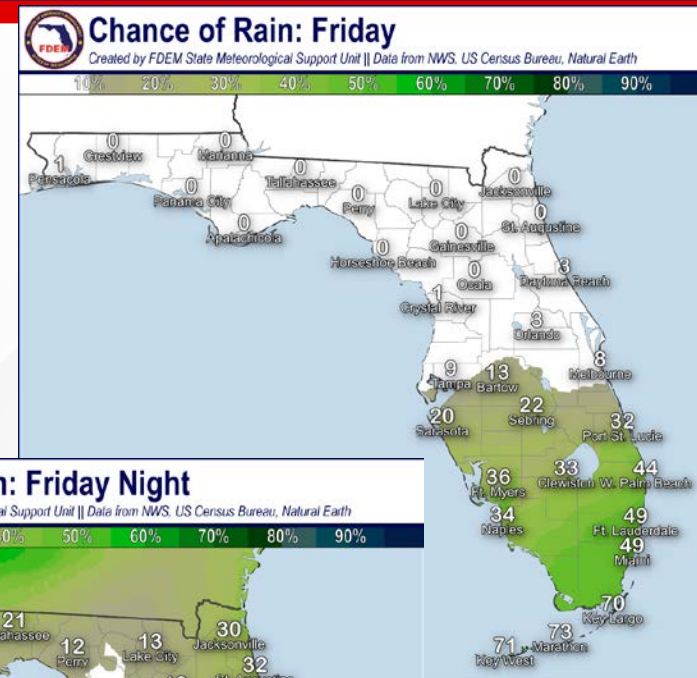 Chance of Rain: Friday
FDEM
Created by FDEM State Meteorological Support Unit || Data from NWS, US Census Bureau, Natural Earth
10% 20% 30% 40% 50% 60% 70% 80% 90%
0
Crestview
0
Marianna
1
Pensacola
0
Tallahassee
0
Jacksonville
0
Panama City
0
Perry
0
Lake City
0
Apalachicola
0
St. Augustine
0
Gainesville
0
Horseshoe Beach
0
Ocala
3
Daytona Beach
1
Crystal River
3
Orlando
9
Tampa
13
Bartow
8
Melbourne
20
Sarasota
22
Sebring
32
Port St. Lucie
36
Ft. Myers
33
Clewiston
44
W. Palm Beach
34
Naples
49
Ft. Lauderdale
49
Miami
70
Key Largo
71
Key West
73
Marathon
n: Friday Night
al Support Unit || Data from NWS, US Census Bureau, Natural Earth
40% 50% 60% 70% 80% 90%
21
ahassee
12
Perry
13
Lake City
30
Jacksonville
32